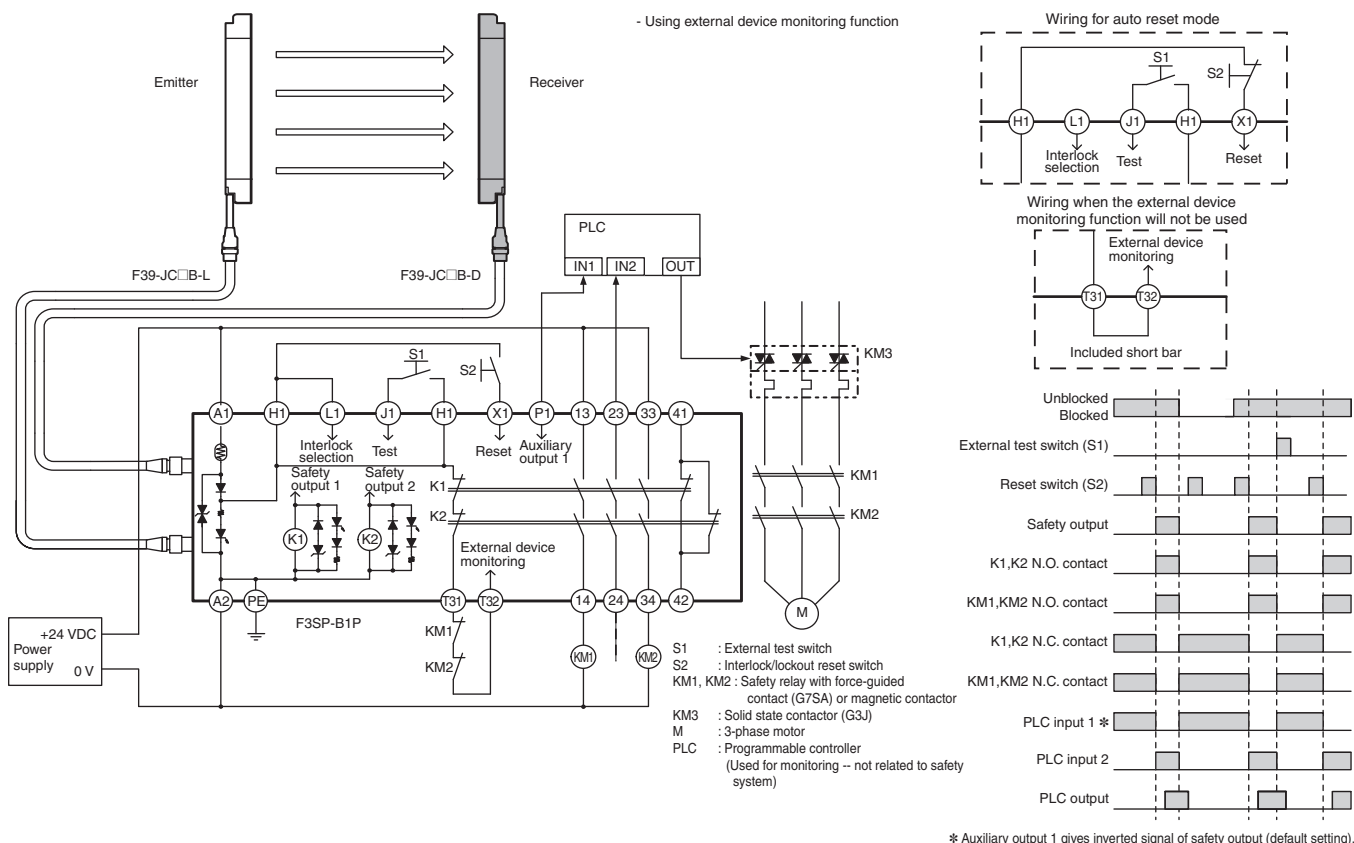 - Using external device monitoring function
Emitter
Receiver
F39-JC□B-L
F39-JC□B-D
PLC
IN1
IN2
OUT
KM3
S1
S2
A1
H1
L1
J1
H1
X1
P1
13
23
33
41
Interlock
selection
Test
Reset
Auxiliary
output 1
Safety
output 1
Safety
output 2
K1
K2
K1
K2
External device
monitoring
KM1
KM2
M
A2
PE
T31
T32
14
24
34
42
F3SP-B1P
KM1
KM2
KM1
KM2
+24 VDC
Power
supply
0 V
S1 : External test switch
S2 : Interlock/lockout reset switch
KM1, KM2 : Safety relay with force-guided
contact (G7SA) or magnetic contactor
KM3 : Solid state contactor (G3J)
M : 3-phase motor
PLC : Programmable controller
(Used for monitoring -- not related to safety
system)
Wiring for auto reset mode
S1
S2
H1
L1
J1
H1
X1
Interlock
selection
Test
Reset
Wiring when the external device
monitoring function will not be used
External device
monitoring
T31
T32
Included short bar
Unblocked
Blocked
External test switch (S1)
Reset switch (S2)
Safety output
K1,K2 N.O. contact
KM1,KM2 N.O. contact
K1,K2 N.C. contact
KM1,KM2 N.C. contact
PLC input 1 ✻
PLC input 2
PLC output
✻ Auxiliary output 1 gives inverted signal of safety output (default setting).